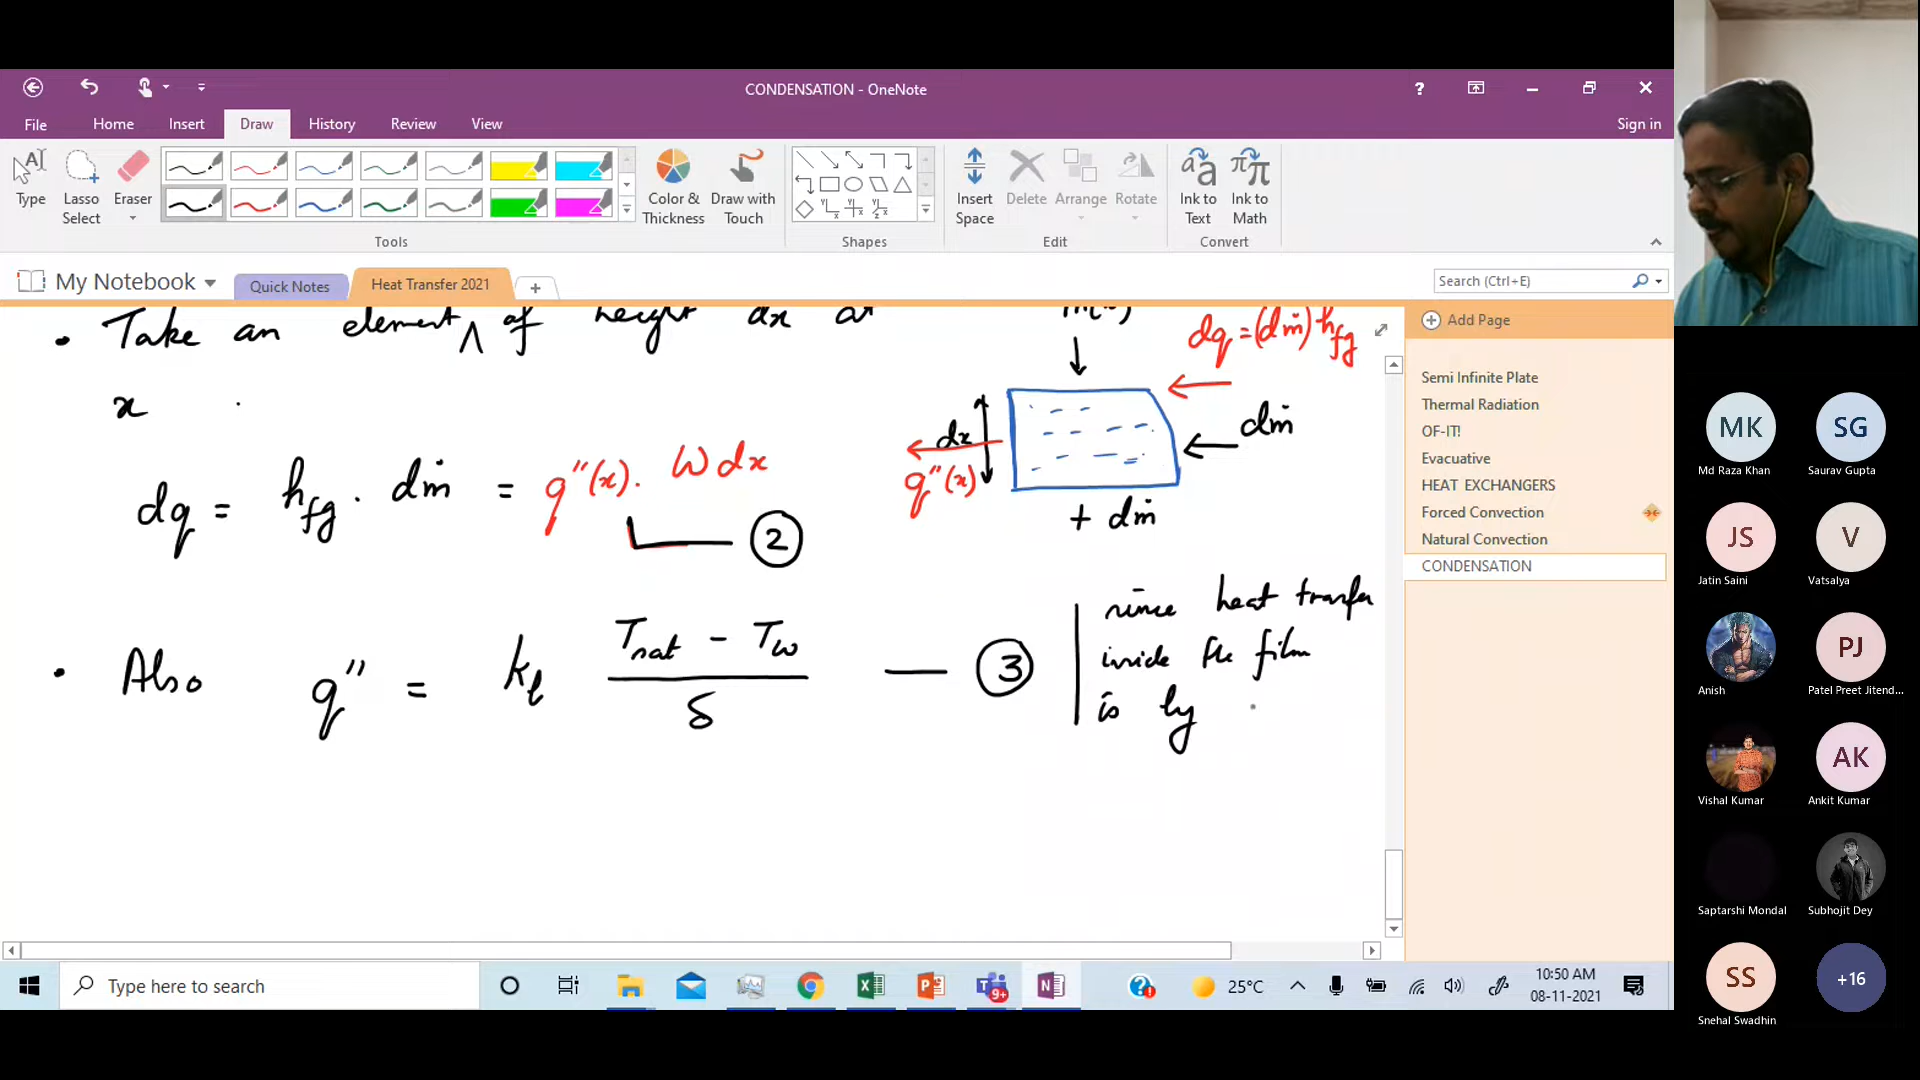 CONDENSATION - OneNote
?
File
Home
Insert
Draw
History
Review
View
Sign in
Type
Lasso Select
Eraser
Color & Thickness
Draw with Touch
Insert Space
Delete
Arrange
Rotate
Ink to Text
Ink to Math
Tools
Shapes
Edit
Convert
My Notebook
Quick Notes
Heat Transfer 2021
Search (Ctrl+E)
Add Page
Semi Infinite Plate
Thermal Radiation
OF-IT!
Evacuative
HEAT EXCHANGERS
Forced Convection
Natural Convection
CONDENSATION
• Take an element ∧ of height dx at
x .
dq = (dṁ) hfg
dx
dṁ
q"(x)
+ dṁ
dq = hfg . dṁ = q"(x). W dx
②
• Also q" = kl (Tsat - Tw) / δ — ③
since heat transfer
inside the film
is by
Type here to search
9+
25°C
10:50 AM
08-11-2021
MK
Md Raza Khan
SG
Saurav Gupta
JS
Jatin Saini
V
Vatsalya
Anish
PJ
Patel Preet Jitend...
Vishal Kumar
AK
Ankit Kumar
Saptarshi Mondal
Subhojit Dey
SS
Snehal Swadhin
+16